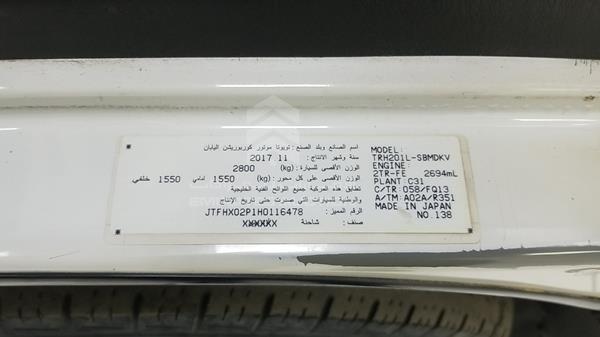 اسم الصانع وبلد الصنع : تويوتا موتور كوربوريشن اليابان
سنة وشهر الانتاج : 11 2017
الوزن الأقصى للسيارة : (kg) 2800
الوزن الأقصى على كل محور : (kg) 1550 امامي 1550 خلفي
تطابق هذه المركبة جميع اللوائح الفنية الخليجية
والوطنية للسيارات التي صدرت حتى تاريخ الإنتاج
الرقم المميز : JTFHX02P1H0116478
صنف : شاحنة XXXXXX
MODEL:
TRH201L-SBMDKV
ENGINE:
2TR-FE 2694mL
PLANT:C31
C/TR:058/FQ13
A/TM:A02A/R351
MADE IN JAPAN
NO.138